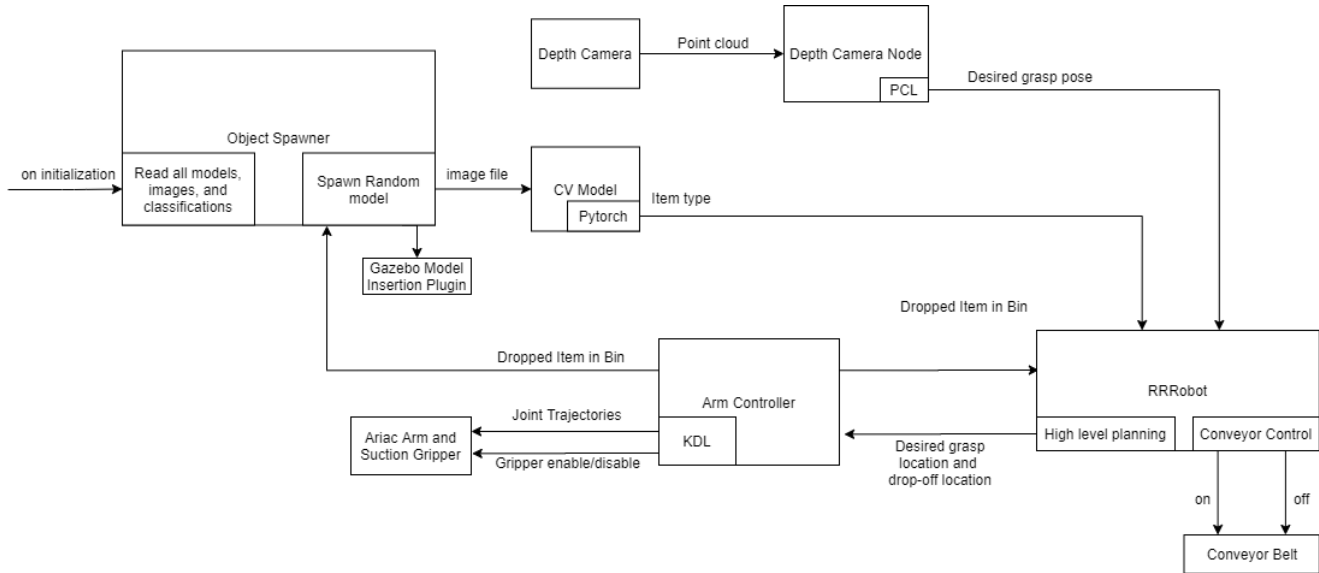 Depth Camera
Point cloud
Depth Camera Node
PCL
Desired grasp pose
Object Spawner
on initialization
Read all models,
images, and
classifications
Spawn Random
model
image file
CV Model
Pytorch
Item type
Gazebo Model
Insertion Plugin
Dropped Item in Bin
Dropped Item in Bin
Arm Controller
KDL
RRRobot
High level planning
Conveyor Control
Joint Trajectories
Ariac Arm and
Suction Gripper
Gripper enable/disable
Desired grasp
location and
drop-off location
on
off
Conveyor Belt